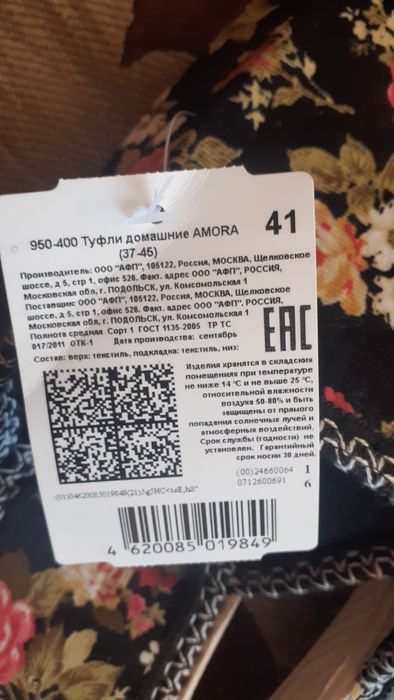 950-400 Туфли домашние AMORA 41
(37-45)
Производитель: ООО "АФП", 105122, Россия, МОСКВА, Щелковское
шоссе, д 5, стр 1, офис 526. Факт. адрес ООО "АФП", РОССИЯ,
Московская обл, г. ПОДОЛЬСК, ул. Комсомольская 1
Поставщик: ООО "АФП", 105122, Россия, МОСКВА, Щелковское
шоссе, д 5, стр 1, офис 526. Факт. адрес ООО "АФП", РОССИЯ,
Московская обл, г. ПОДОЛЬСК, ул. Комсомольская 1
Полнота средняя Сорт 1 ГОСТ 1135-2005 ТР ТС
017/2011 ОТК-1 Дата производства: сентябрь
EAC
Состав: верх: текстиль, подкладка: текстиль, низ:
Изделия хранятся в складских
помещениях при температуре
не ниже 14 °C и не выше 25 °C,
относительной влажности
воздуха 50-80% и быть
защищены от прямого
попадания солнечных лучей и
атмосферных воздействий.
Срок службы (годности) не
установлен. Гарантийный
срок носки 30 дней.
(00)24660064 1
0712600691 6
(01)04620085019849(21)5g5HC<tsE,hS"
4 620085 019849